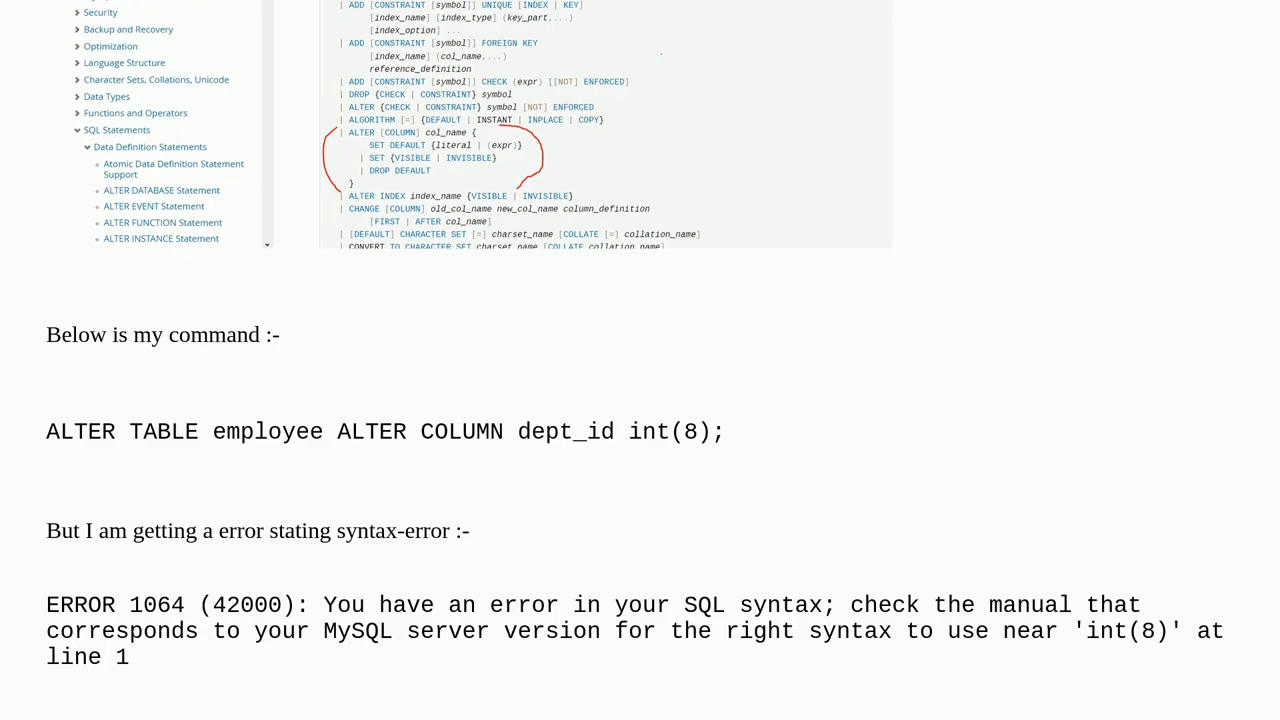 Security
Backup and Recovery
Optimization
Language Structure
Character Sets, Collations, Unicode
Data Types
Functions and Operators
SQL Statements
Data Definition Statements
Atomic Data Definition Statement
Support
ALTER DATABASE Statement
ALTER EVENT Statement
ALTER FUNCTION Statement
ALTER INSTANCE Statement
| ADD [CONSTRAINT [symbol]] UNIQUE [INDEX | KEY]
[index_name] [index_type] (key_part,...)
[index_option] ...
| ADD [CONSTRAINT [symbol]] FOREIGN KEY
[index_name] (col_name,...)
reference_definition
| ADD [CONSTRAINT [symbol]] CHECK (expr) [[NOT] ENFORCED]
| DROP {CHECK | CONSTRAINT} symbol
| ALTER {CHECK | CONSTRAINT} symbol [NOT] ENFORCED
| ALGORITHM [=] {DEFAULT | INSTANT | INPLACE | COPY}
| ALTER [COLUMN] col_name {
SET DEFAULT {literal | (expr)}
| SET {VISIBLE | INVISIBLE}
| DROP DEFAULT
}
| ALTER INDEX index_name {VISIBLE | INVISIBLE}
| CHANGE [COLUMN] old_col_name new_col_name column_definition
[FIRST | AFTER col_name]
| [DEFAULT] CHARACTER SET [=] charset_name [COLLATE [=] collation_name]
| CONVERT TO CHARACTER SET charset_name [COLLATE collation_name]
Below is my command :-
ALTER TABLE employee ALTER COLUMN dept_id int(8);
But I am getting a error stating syntax-error :-
ERROR 1064 (42000): You have an error in your SQL syntax; check the manual that
corresponds to your MySQL server version for the right syntax to use near 'int(8)' at
line 1